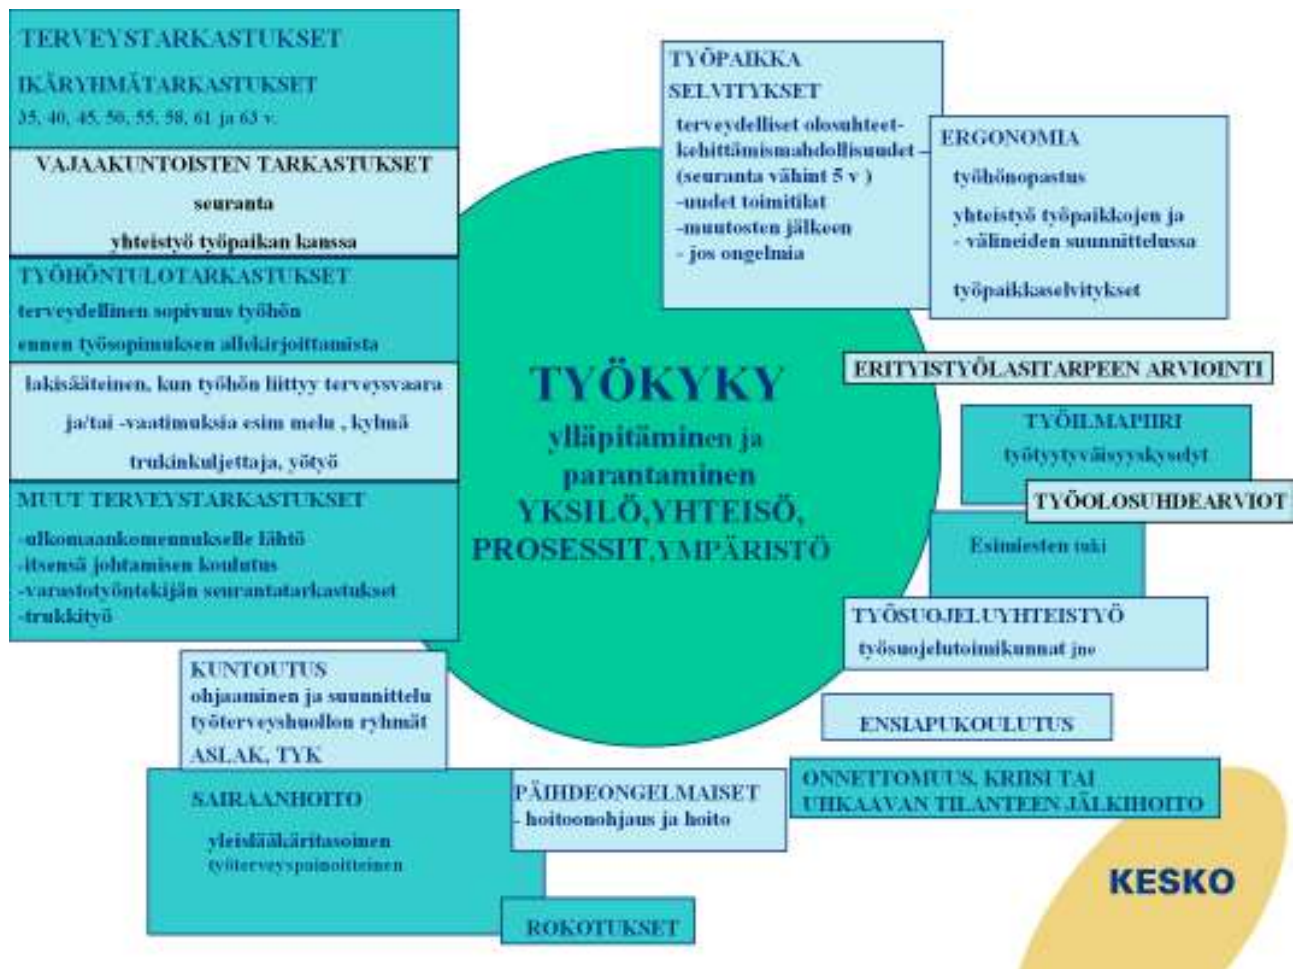 TERVEYSTARKASTUKSET
IKÄRYHMÄTARKASTUKSET
35, 40, 45, 50, 55, 58, 61 ja 63 v.
VAJAAKUNTOISTEN TARKASTUKSET
seuranta
yhteistyö työpaikan kanssa
TYÖHÖNTULOTARKASTUKSET
terveydellinen sopivuus työhön
ennen työsopimuksen allekirjoittamista
lakisääteinen, kun työhön liittyy terveysvaara
ja/tai -vaatimuksia esim melu , kylmä
trukinkuljettaja, yötyö
MUUT TERVEYSTARKASTUKSET
-ulkomaankomennukselle lähtö
-itsensä johtamisen koulutus
-varastotyöntekijän seurantatarkastukset
-trukkityö
KUNTOUTUS
ohjaaminen ja suunnittelu
työterveyshuollon ryhmät
ASLAK, TYK
SAIRAANHOITO
yleislääkäritasoinen
työterveyspainoitteinen
PÄIHDEONGELMAISET
- hoitoonohjaus ja hoito
ROKOTUKSET
TYÖKYKY
ylläpitäminen ja
parantaminen
YKSILÖ,YHTEISÖ,
PROSESSIT,YMPÄRISTÖ
TYÖPAIKKA
SELVITYKSET
terveydelliset olosuhteet-
kehittämismahdollisuudet –
(seuranta vähint 5 v )
-uudet toimitilat
-muutosten jälkeen
- jos ongelmia
ERGONOMIA
työhönopastus
yhteistyö työpaikkojen ja
- välineiden suunnittelussa
työpaikkaselvitykset
ERITYISTYÖLASITARPEEN ARVIOINTI
TYÖILMAPIIRI
työtyytyväisyyskyselyt
TYÖOLOSUHDEARVIOT
Esimiesten tuki
TYÖSUOJELUYHTEISTYÖ
työsuojelutoimikunnat jne
ENSIAPUKOULUTUS
ONNETTOMUUS, KRIISI TAI
UHKAAVAN TILANTEEN JÄLKIHOITO
KESKO